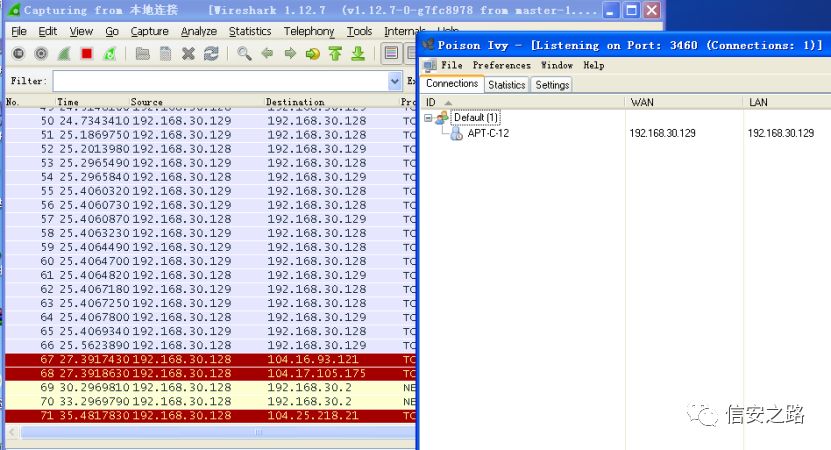 Capturing from 本地连接 [Wireshark 1.12.7 (v1.12.7-0-g7fc8978 from master-1....
File Edit View Go Capture Analyze Statistics Telephony Tools Internals
Filter:
No. Time Source Destination
50 24.7343410 192.168.30.129 192.168.30.128 TC
51 25.1869750 192.168.30.129 192.168.30.128 TC
52 25.2013980 192.168.30.128 192.168.30.129 TC
53 25.2965490 192.168.30.129 192.168.30.128 TC
54 25.2965840 192.168.30.128 192.168.30.129 TC
55 25.4060320 192.168.30.129 192.168.30.128 TC
56 25.4060730 192.168.30.129 192.168.30.128 TC
57 25.4060870 192.168.30.128 192.168.30.129 TC
58 25.4063230 192.168.30.129 192.168.30.128 TC
59 25.4064490 192.168.30.129 192.168.30.128 TC
60 25.4064700 192.168.30.128 192.168.30.129 TC
61 25.4064820 192.168.30.129 192.168.30.128 TC
62 25.4067180 192.168.30.128 192.168.30.129 TC
63 25.4067250 192.168.30.129 192.168.30.128 TC
64 25.4067800 192.168.30.129 192.168.30.128 TC
65 25.4069340 192.168.30.128 192.168.30.129 TC
66 25.5623890 192.168.30.128 192.168.30.129 TC
67 27.3917430 192.168.30.128 104.16.93.121 TC
68 27.3918630 192.168.30.128 104.17.105.175 TC
69 30.2969810 192.168.30.128 192.168.30.2 NE
70 33.2969790 192.168.30.128 192.168.30.2 NE
71 35.4817830 192.168.30.128 104.25.218.21 TC
Poison Ivy - [Listening on Port: 3460 (Connections: 1)]
File Preferences Window Help
Connections Statistics Settings
ID WAN LAN
Default (1)
APT-C-12 192.168.30.129 192.168.30.129
信安之路